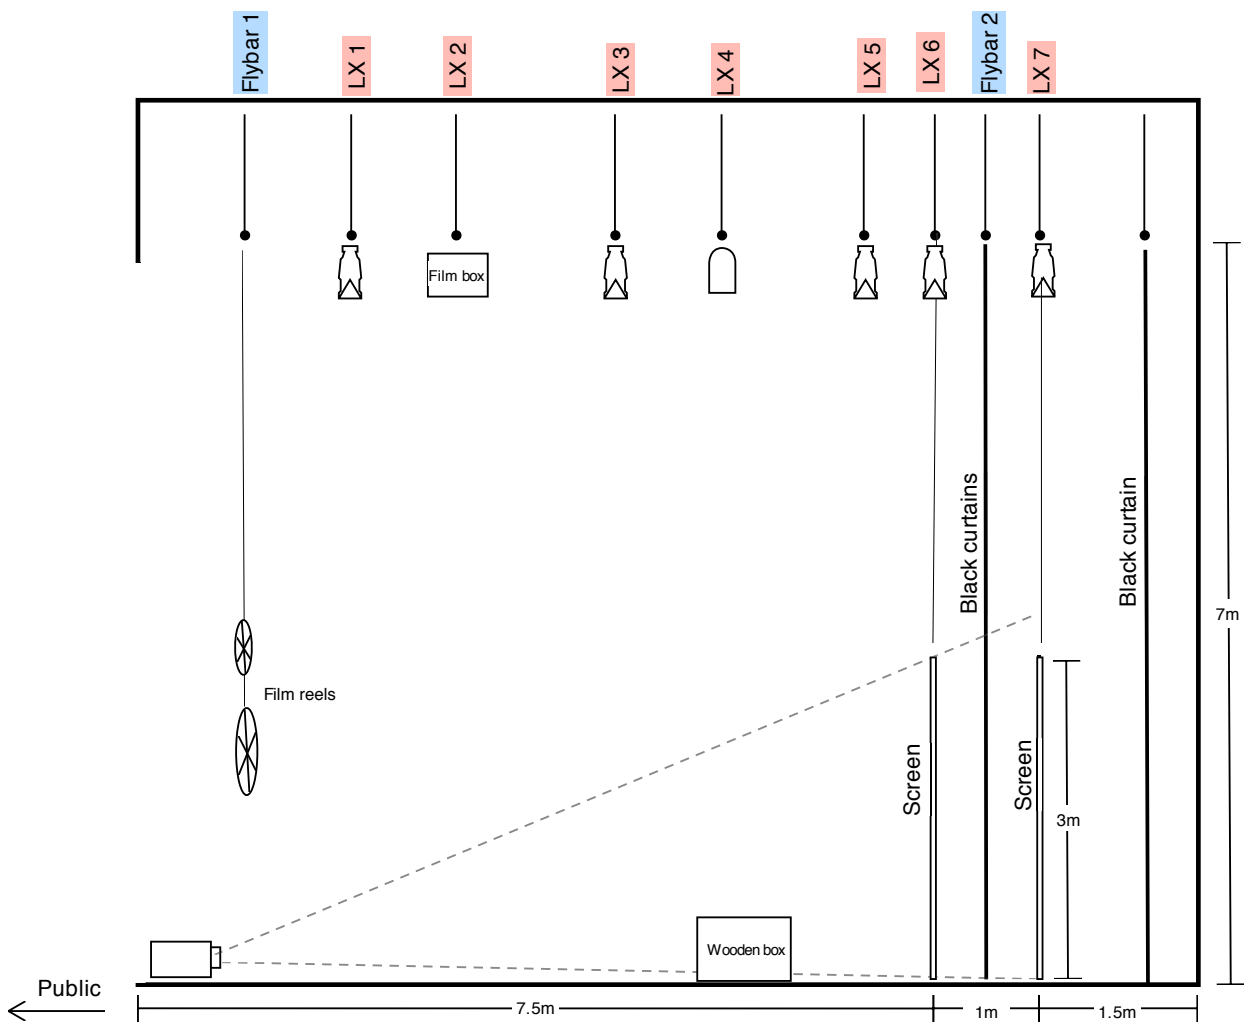 Flybar 1
LX 1
LX 2
LX 3
LX 4
LX 5
LX 6
Flybar 2
LX 7
Film box
Black curtains
Black curtain
7m
Film reels
Screen
Screen
3m
Wooden box
Public
7.5m
1m
1.5m